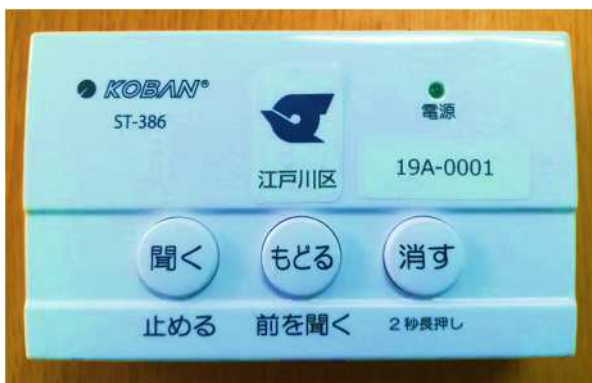 KOBAN®
ST-386
江戸川区
電源
19A-0001
聞く
もどる
消す
止める
前を聞く
2秒長押し